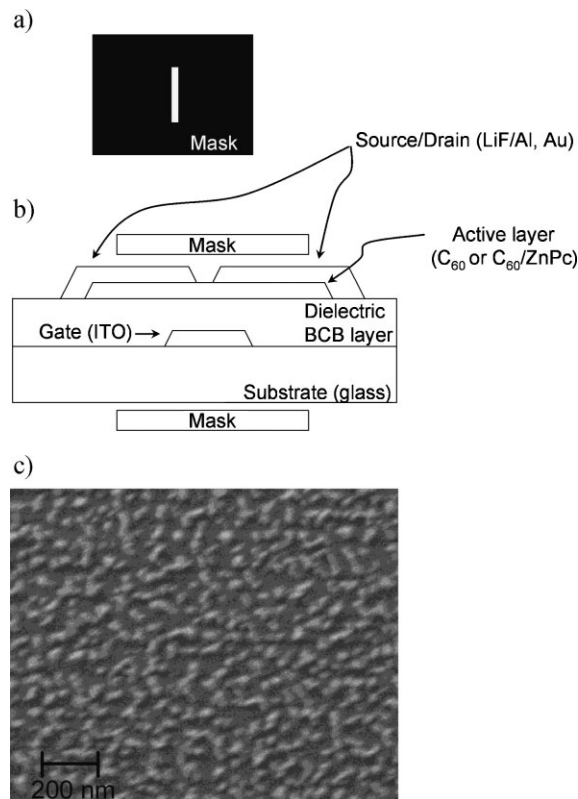 a)
Mask
Source/Drain (LiF/Al, Au)
b)
Mask
Active layer
(C₆₀ or C₆₀/ZnPc)
Dielectric
Gate (ITO)
BCB layer
Substrate (glass)
Mask
c)
200 nm